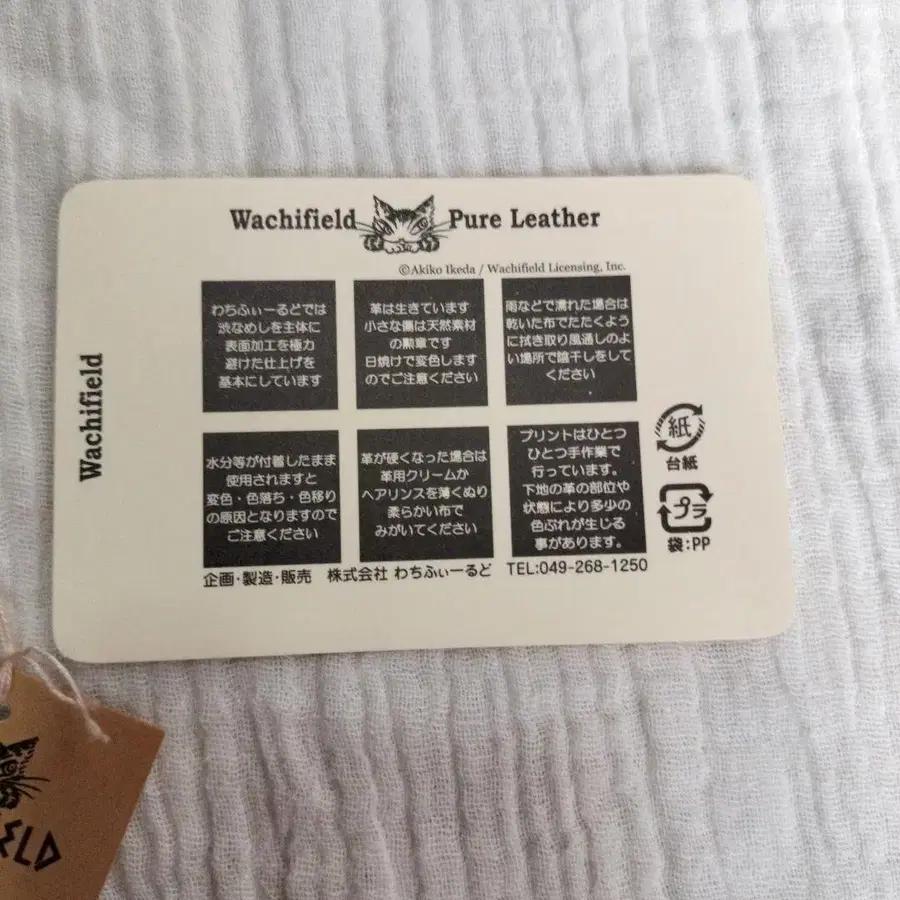 Wachifield Pure Leather
©Akiko Ikeda / Wachifield Licensing, Inc.
Wachifield
わちふぃーるどでは
渋なめしを主体に
表面加工を極力
避けた仕上げを
基本にしています
革は生きています
小さな傷は天然素材
の勲章です
日焼けで変色します
のでご注意ください
雨などで濡れた場合は
乾いた布でたたくよう
に拭き取り風通しのよ
い場所で陰干しをして
ください
水分等が付着したまま
使用されますと
変色・色落ち・色移り
の原因となりますので
ご注意ください
革が硬くなった場合は
革用クリームか
ヘアリンスを薄くぬり
柔らかい布で
みがいてください
プリントはひとつ
ひとつ手作業で
行っています。
下地の革の部位や
状態により多少の
色ぶれが生じる
事があります。
紙
台紙
プラ
袋:PP
企画・製造・販売 株式会社 わちふぃーるど TEL:049-268-1250
ELD